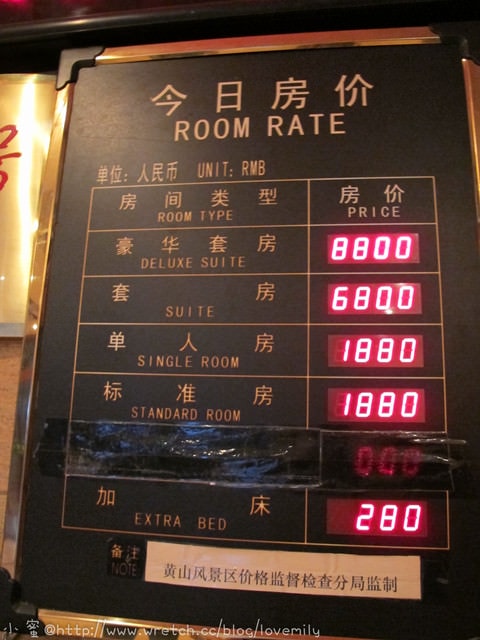 今日房价
ROOM RATE
单位：人民币 UNIT: RMB
房间类型 房价
ROOM TYPE PRICE
豪华套房 8800
DELUXE SUITE
套房 6800
SUITE
单人房 1880
SINGLE ROOM
标准房 1880
STANDARD ROOM
000
加床 280
EXTRA BED
备注
NOTE
黄山风景区价格监督检查分局监制
小蜜@http://www.wretch.cc/blog/lovemily